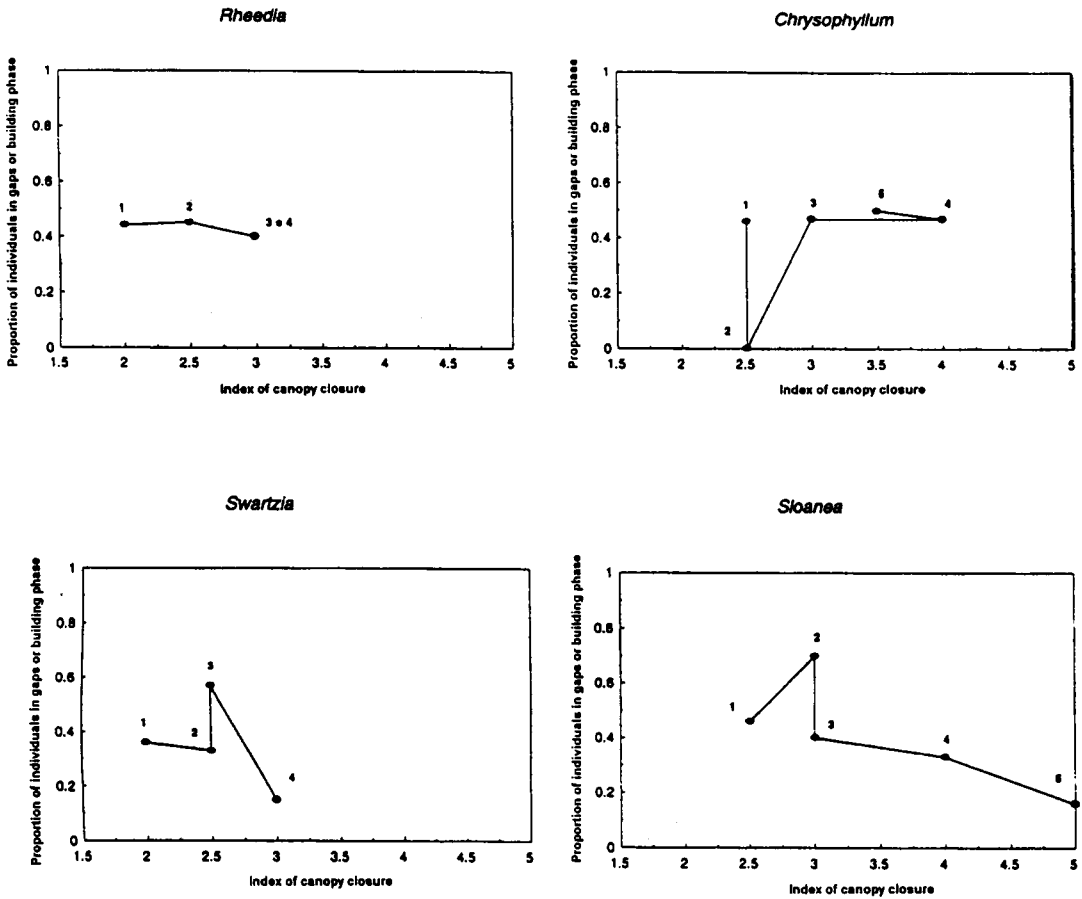 Rheedia
Proportion of individuals in gaps or building phase
1
0.8
0.6
0.4
0.2
0
1 2 3 e 4
1.5 2 2.5 3 3.5 4 4.5 5
Index of canopy closure
Chrysophyllum
Proportion of individuals in gaps or building phase
1
0.8
0.6
0.4
0.2
0
1 2 3 4 5
1.5 2 2.5 3 3.5 4 4.5 5
Index of canopy closure
Swartzia
Proportion of individuals in gaps or building phase
1
0.8
0.6
0.4
0.2
0
1 2 3 4
1.5 2 2.5 3 3.5 4 4.5 5
Index of canopy closure
Sloanea
Proportion of individuals in gaps or building phase
1
0.8
0.6
0.4
0.2
0
1 2 3 4 5
1.5 2 2.5 3 3.5 4 4.5 5
Index of canopy closure